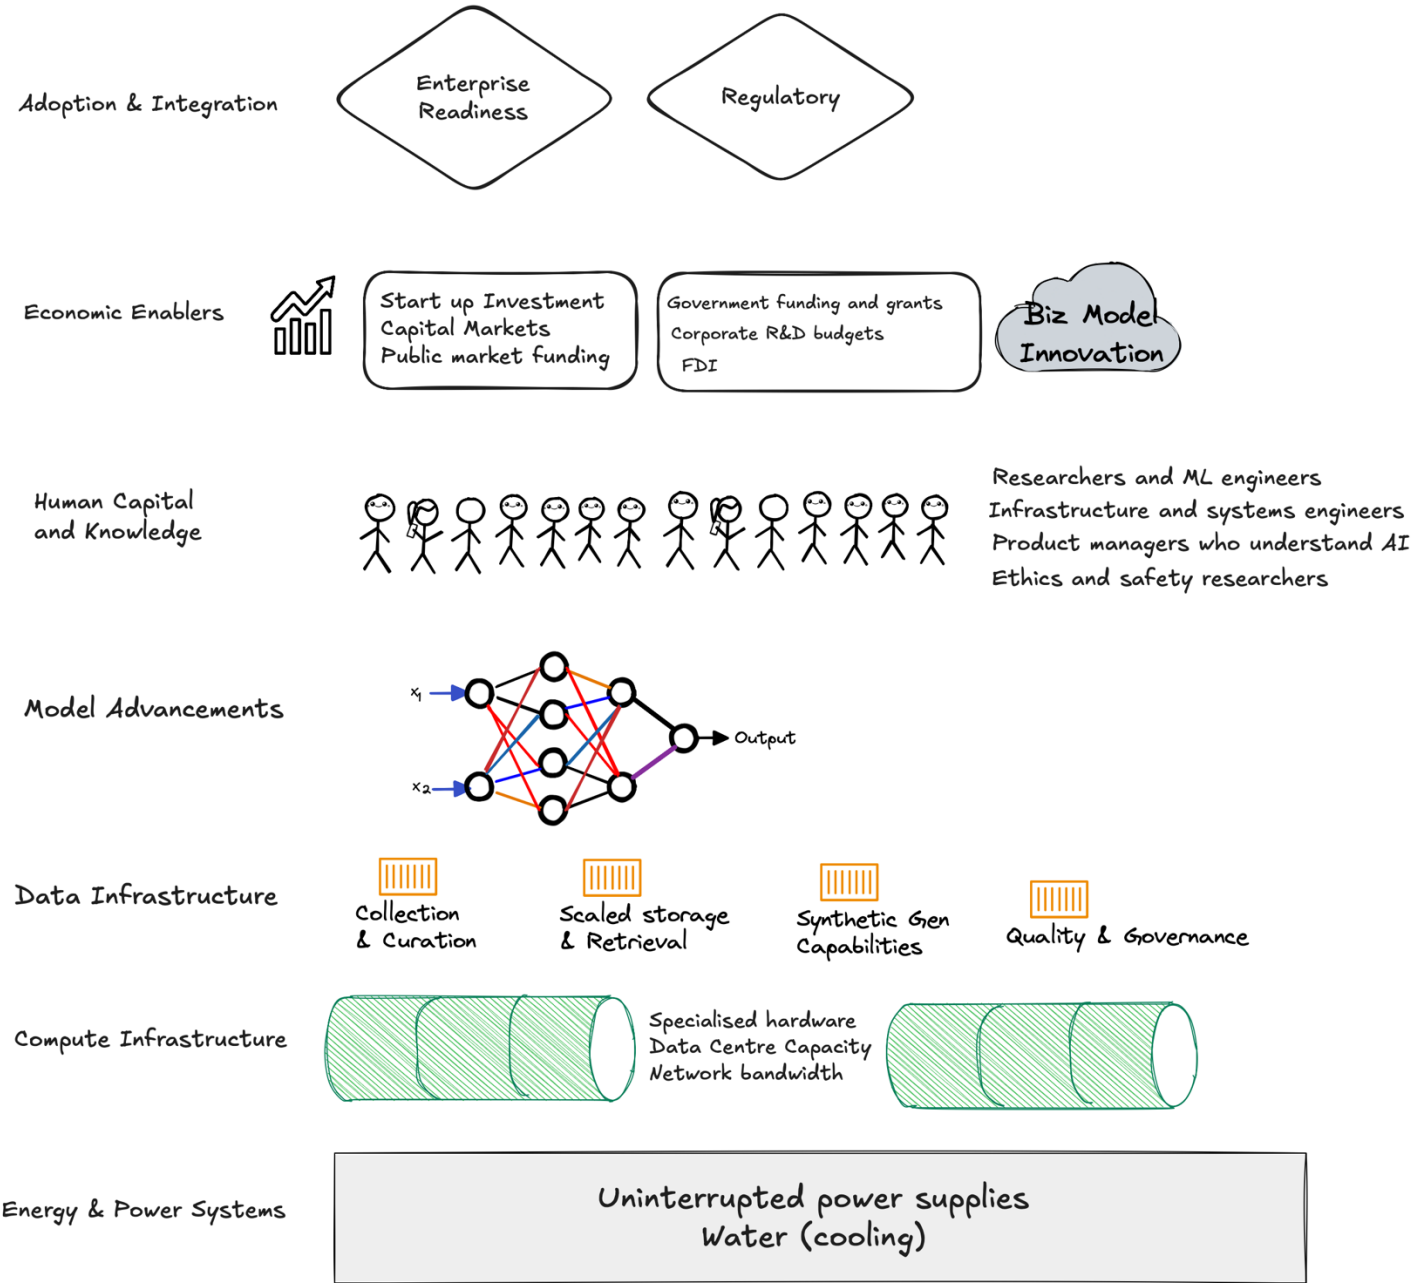 Adoption & Integration
Enterprise
Readiness
Regulatory
Economic Enablers
Start up Investment
Capital Markets
Public market funding
Government funding and grants
Corporate R&D budgets
FDI
Biz Model
Innovation
Human Capital
and Knowledge
Researchers and ML engineers
Infrastructure and systems engineers
Product managers who understand AI
Ethics and safety researchers
Model Advancements
x1
x2
Output
Data Infrastructure
Collection
& Curation
Scaled storage
& Retrieval
Synthetic Gen
Capabilities
Quality & Governance
Compute Infrastructure
Specialised hardware
Data Centre Capacity
Network bandwidth
Energy & Power Systems
Uninterrupted power supplies
Water (cooling)